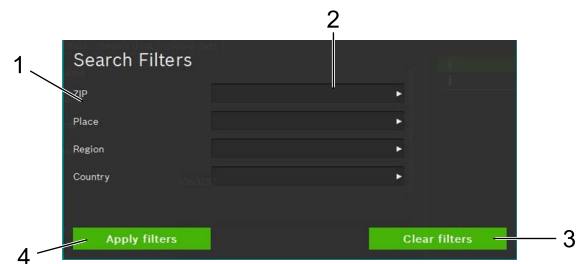 2
Search Filters
1
ZIP
Place
Region
Country
Apply filters
Clear filters
3
4